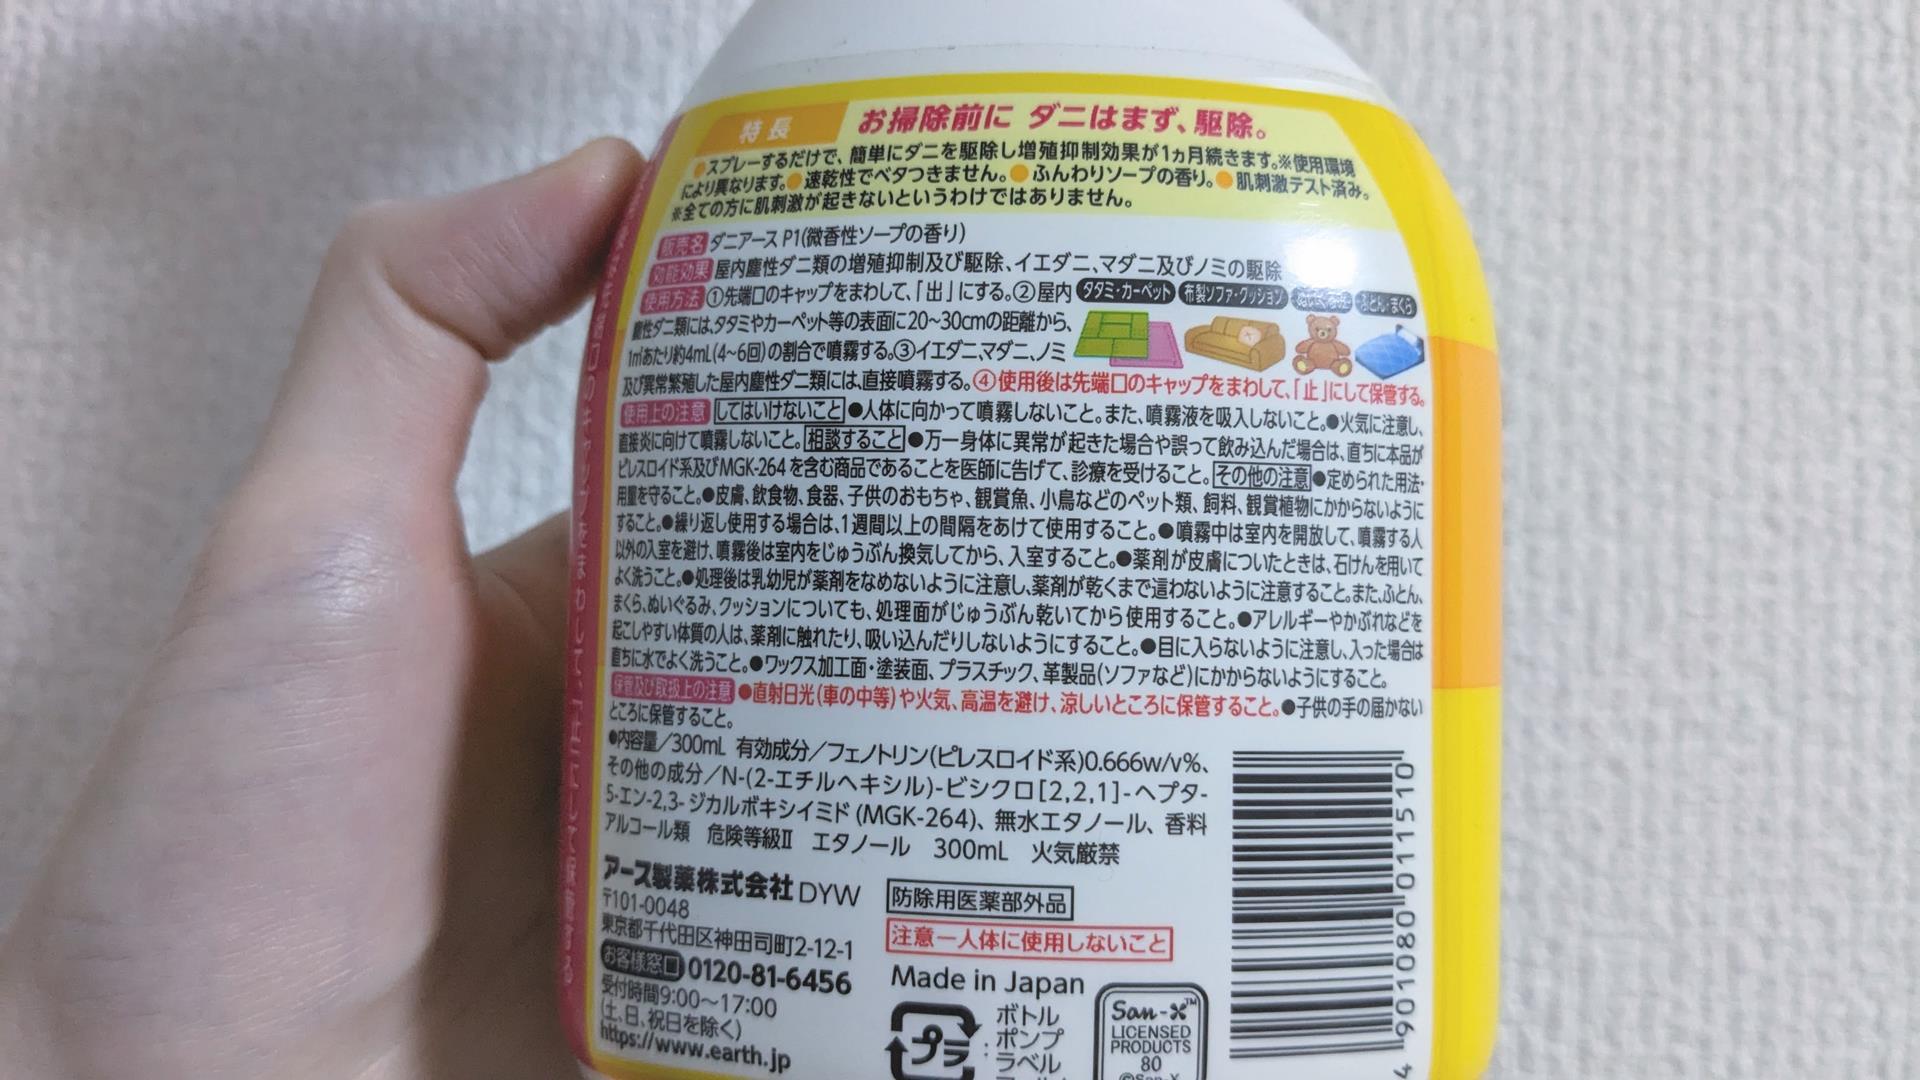 特長 お掃除前に ダニはまず、駆除。
●スプレーするだけで、簡単にダニを駆除し増殖抑制効果が1ヵ月続きます。※使用環境
により異なります。●速乾性でベタつきません。●ふんわりソープの香り。●肌刺激テスト済み。
※全ての方に肌刺激が起きないというわけではありません。
販売名 ダニアース P1(微香性ソープの香り)
効能効果 屋内塵性ダニ類の増殖抑制及び駆除、イエダニ、マダニ及びノミの駆除
使用方法 ①先端口のキャップをまわして、「出」にする。②屋内
タタミ・カーペット 布製ソファ・クッション ふとん・まくら
塵性ダニ類には、タタミやカーペット等の表面に20~30cmの距離から、
1㎡あたり約4mL(4~6回)の割合で噴霧する。③イエダニ、マダニ、ノミ
及び異常繁殖した屋内塵性ダニ類には、直接噴霧する。④使用後は先端口のキャップをまわして、「止」にして保管する。
使用上の注意 してはいけないこと ●人体に向かって噴霧しないこと。また、噴霧液を吸入しないこと。●火気に注意し、
直接炎に向けて噴霧しないこと。 相談すること ●万一身体に異常が起きた場合や誤って飲み込んだ場合は、直ちに本品が
ピレスロイド系及びMGK-264を含む商品であることを医師に告げて、診療を受けること。 その他の注意 ●定められた用法・
用量を守ること。●皮膚、飲食物、食器、子供のおもちゃ、観賞魚、小鳥などのペット類、飼料、観賞植物にかからないように
すること。●繰り返し使用する場合は、1週間以上の間隔をあけて使用すること。●噴霧中は室内を開放して、噴霧する人
以外の入室を避け、噴霧後は室内をじゅうぶん換気してから、入室すること。●薬剤が皮膚についたときは、石けんを用いて
よく洗うこと。●処理後は乳幼児が薬剤をなめないように注意し、薬剤が乾くまで這わないように注意すること。また、ふとん、
まくら、ぬいぐるみ、クッションについても、処理面がじゅうぶん乾いてから使用すること。●アレルギーやかぶれなどを
起こしやすい体質の人は、薬剤に触れたり、吸い込んだりしないようにすること。●目に入らないように注意し、入った場合は
直ちに水でよく洗うこと。●ワックス加工面・塗装面、プラスチック、革製品(ソファなど)にかからないようにすること。
保管及び取扱上の注意 ●直射日光(車の中等)や火気、高温を避け、涼しいところに保管すること。●子供の手の届かない
ところに保管すること。
●内容量/300mL 有効成分/フェノトリン(ピレスロイド系)0.666w/v%、
その他の成分/N-(2-エチルヘキシル)-ビシクロ[2,2,1]-ヘプタ-
5-エン-2,3-ジカルボキシイミド(MGK-264)、無水エタノール、香料
アルコール類 危険等級Ⅱ エタノール 300mL 火気厳禁
アース製薬株式会社 DYW
〒101-0048
東京都千代田区神田司町2-12-1
お客様窓口 0120-81-6456
受付時間9:00~17:00
(土、日、祝日を除く)
https://www.earth.jp
防除用医薬部外品
注意ー人体に使用しないこと
Made in Japan
プラ
:
ボトル
ポンプ
ラベル
San-X™
LICENSED
PRODUCTS
80
©San-X
4 901080 011510
口のキャップをまわして、「止」にして保管する。